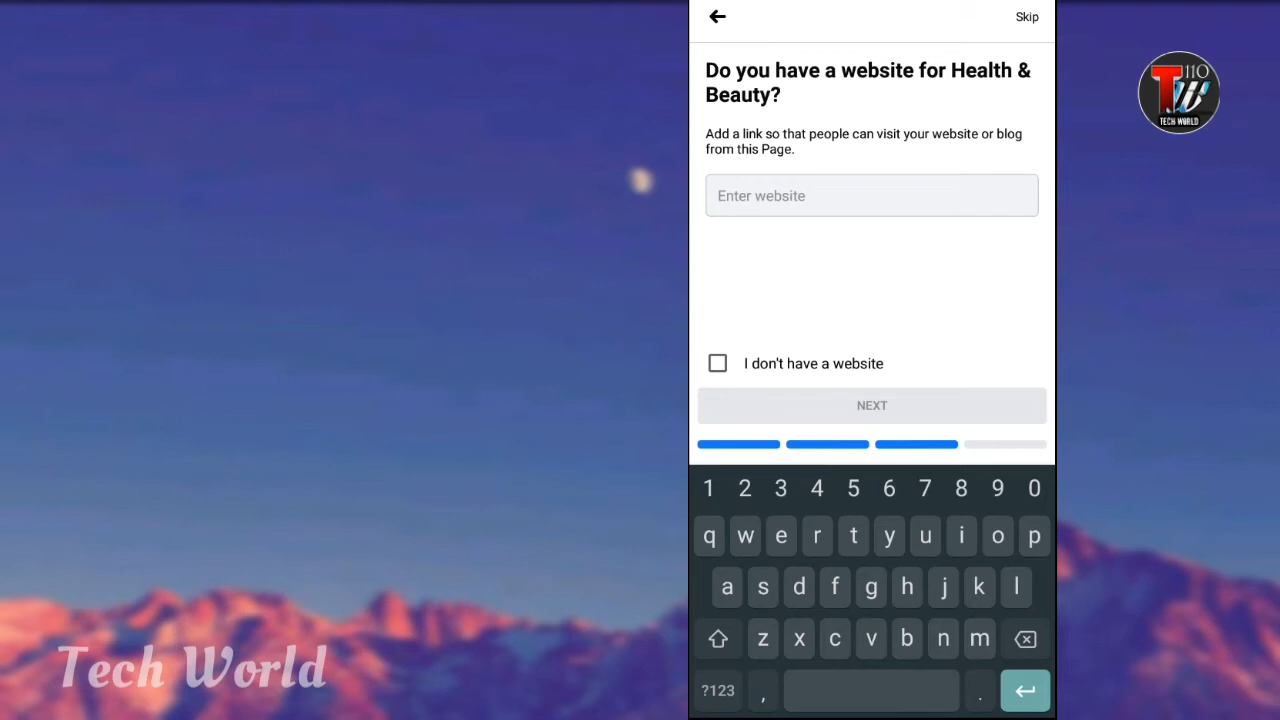 Skip
Do you have a website for Health &
Beauty?
Add a link so that people can visit your website or blog
from this Page.
Enter website
I don't have a website
NEXT
1 2 3 4 5 6 7 8 9 0
q w e r t y u i o p
a s d f g h j k l
z x c v b n m
?123 , .
T 110
W
TECH WORLD
Tech World